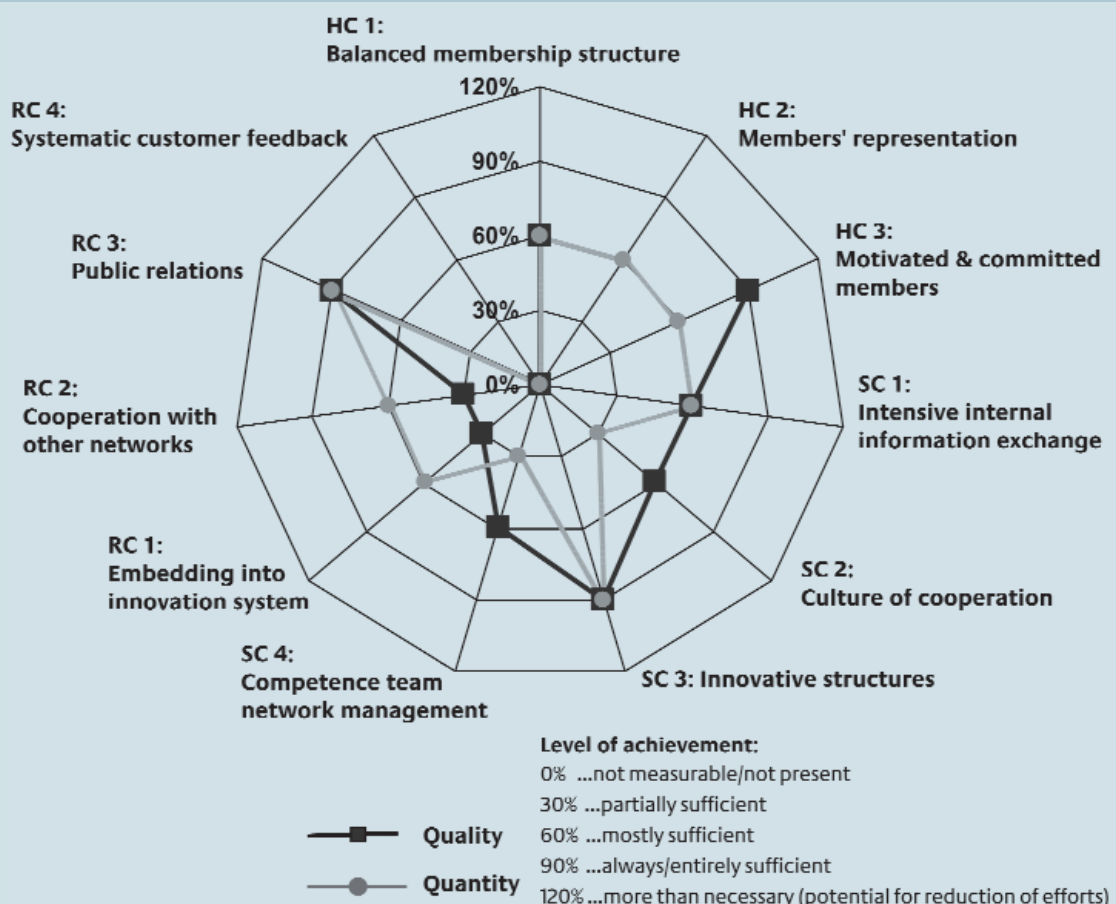 HC 1:
Balanced membership structure
120%
RC 4:
Systematic customer feedback
HC 2:
Members' representation
90%
RC 3:
Public relations
HC 3:
Motivated & committed
members
60%
30%
RC 2:
Cooperation with
other networks
0%
SC 1:
Intensive internal
information exchange
RC 1:
Embedding into
innovation system
SC 2:
Culture of cooperation
SC 4:
Competence team
network management
SC 3: Innovative structures
Level of achievement:
0% ...not measurable/not present
30% ...partially sufficient
60% ...mostly sufficient
90% ...always/entirely sufficient
120% ...more than necessary (potential for reduction of efforts)
Quality
Quantity